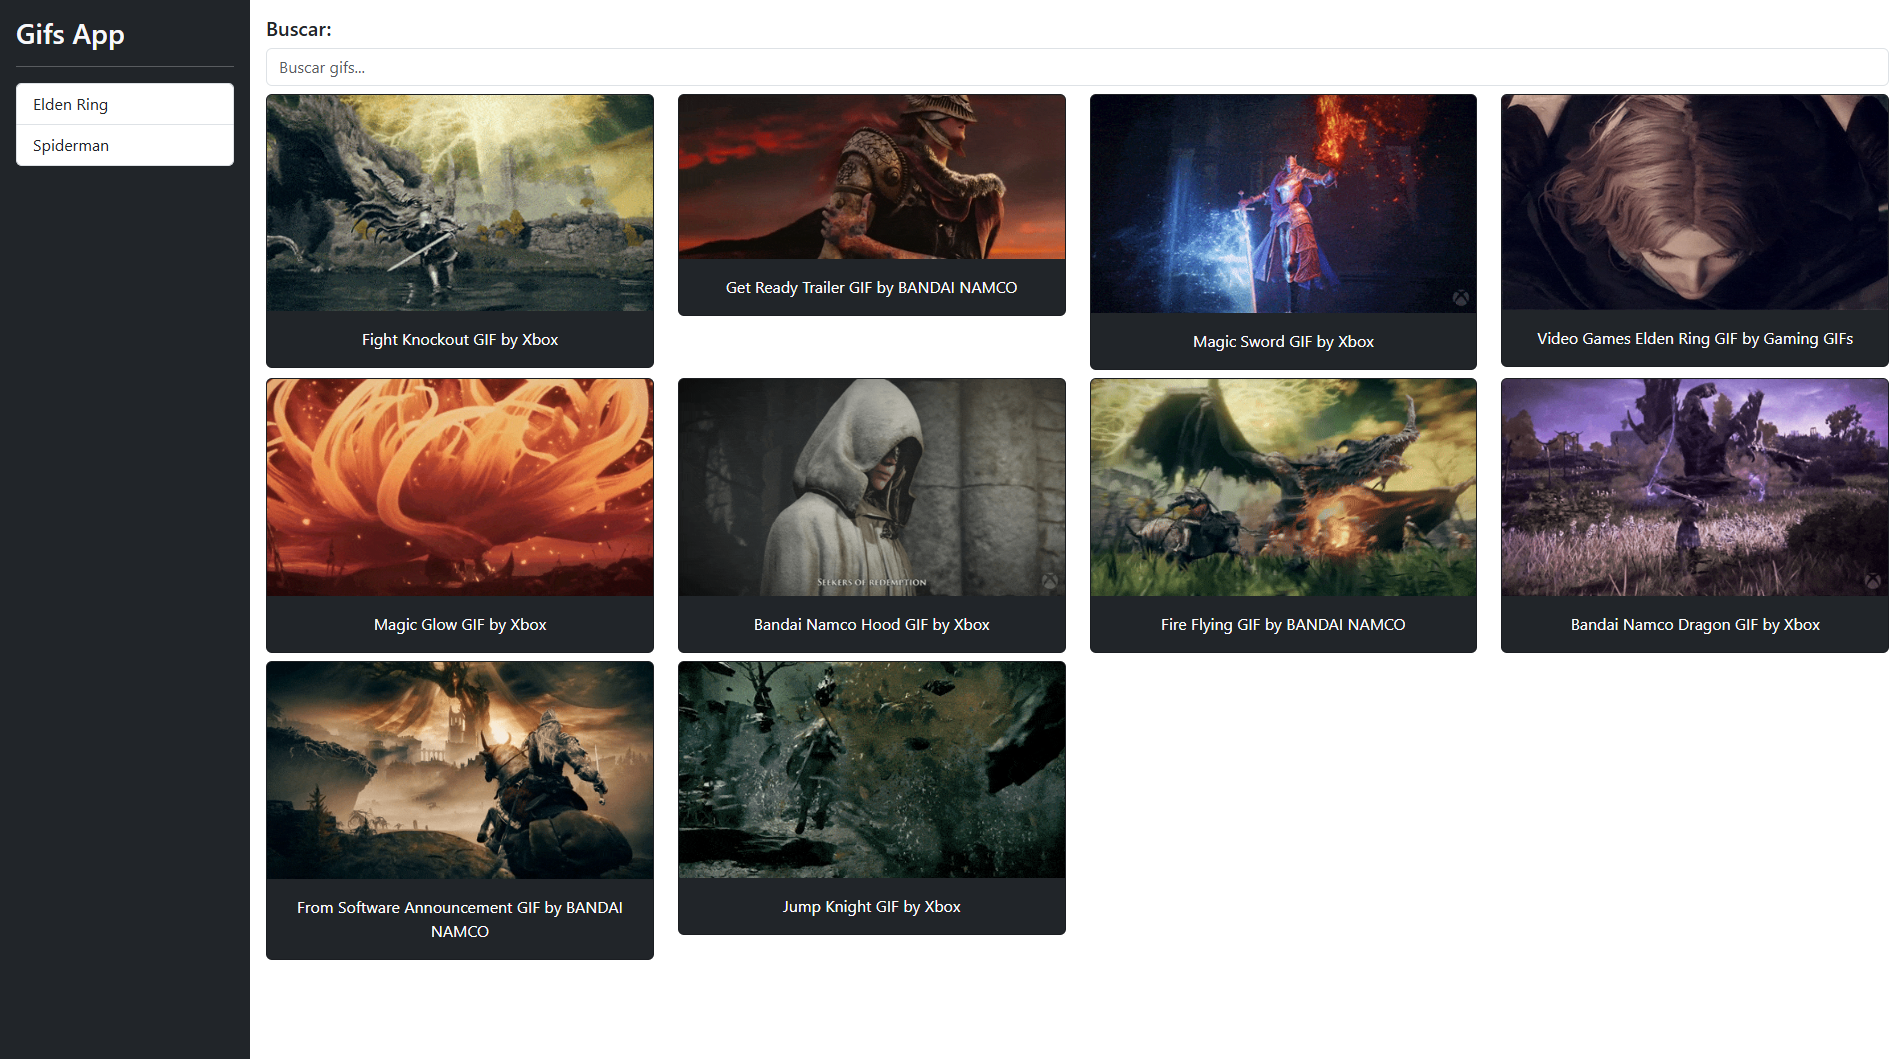 Gifs App
Elden Ring
Spiderman
Buscar:
Buscar gifs...
Fight Knockout GIF by Xbox
Get Ready Trailer GIF by BANDAI NAMCO
Magic Sword GIF by Xbox
Video Games Elden Ring GIF by Gaming GIFs
SEEKERS OF REDEMPTION
Magic Glow GIF by Xbox
Bandai Namco Hood GIF by Xbox
Fire Flying GIF by BANDAI NAMCO
Bandai Namco Dragon GIF by Xbox
From Software Announcement GIF by BANDAI
NAMCO
Jump Knight GIF by Xbox